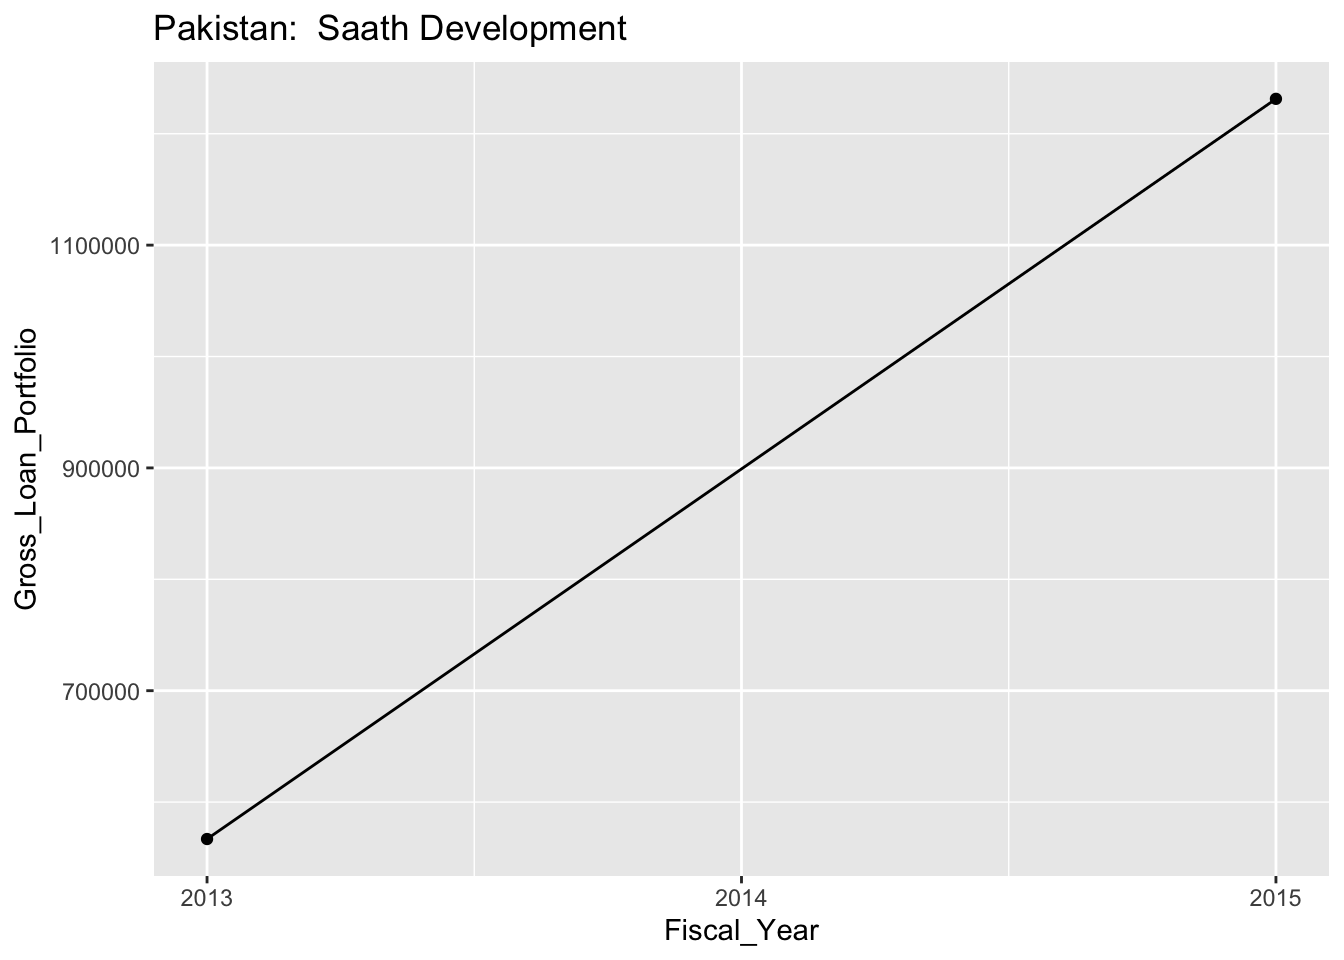 Pakistan:  Saath Development
Gross_Loan_Portfolio
1100000
900000
700000
2013
2014
2015
Fiscal_Year